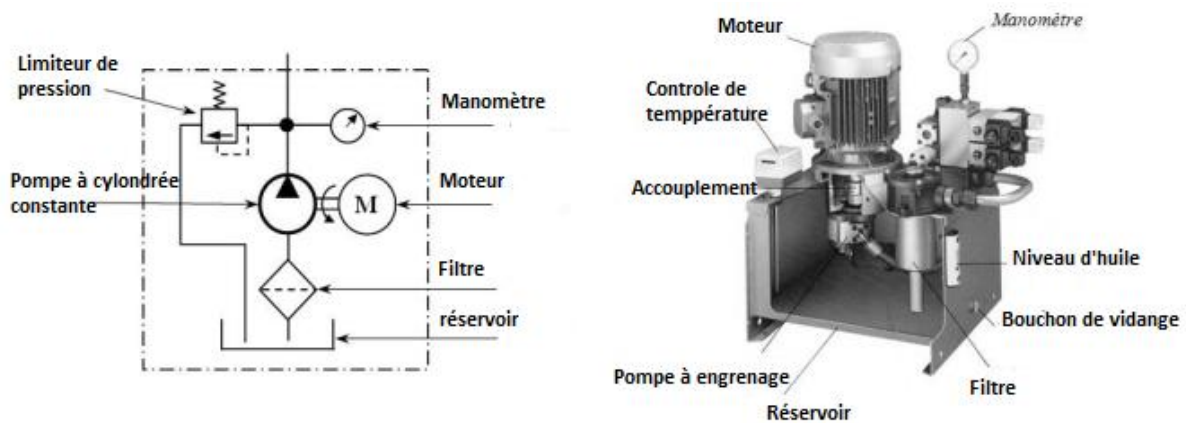 Limiteur de
pression
Manomètre
Pompe à cylondrée
constante
Moteur
M
Filtre
réservoir
Moteur
Manomètre
Controle de
temppérature
Accouplement
Niveau d'huile
Bouchon de vidange
Pompe à engrenage
Filtre
Réservoir